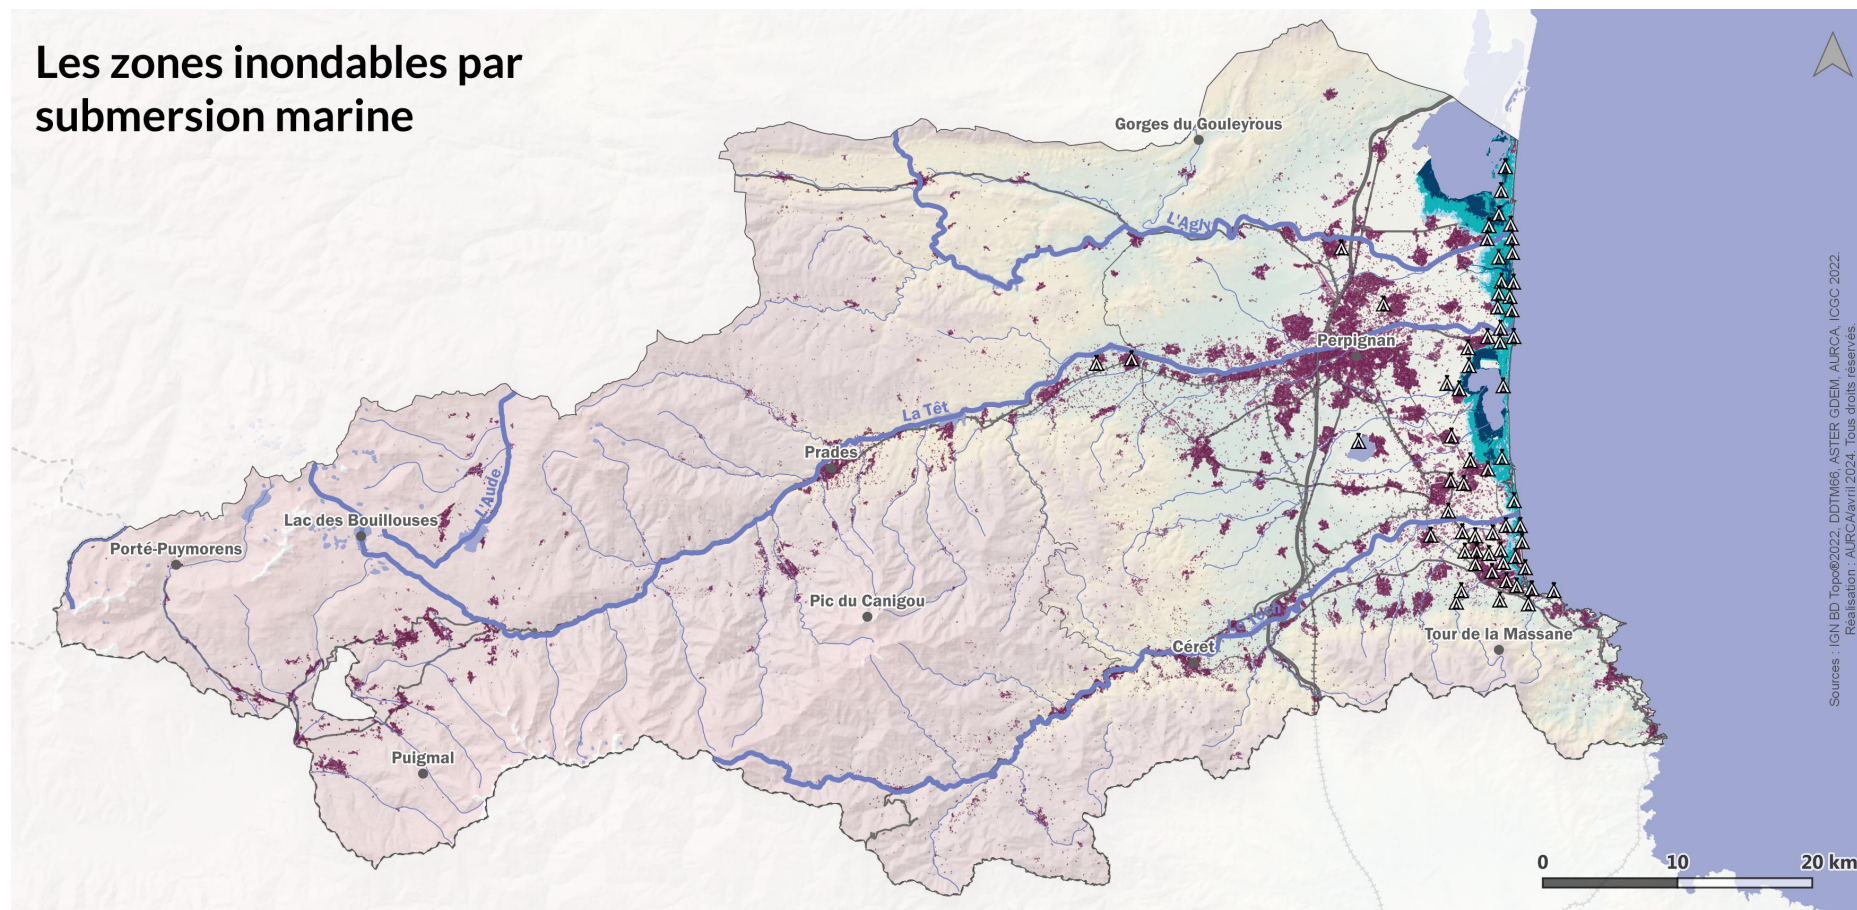 Les zones inondables par
submersion marine
Gorges du Gouleyrous
L'Agly
Perpignan
La Têt
Prades
L'Aude
Lac des Bouillouses
Porté-Puymorens
Pic du Canigou
Tour de la Massane
Céret
Puigmal
0 10 20 km
Sources : IGN BD Topo®2022, DDTM66, ASTER GDEM, AURCA, ICGC 2022.
Réalisation : AURCA/avril 2024. Tous droits réservés.